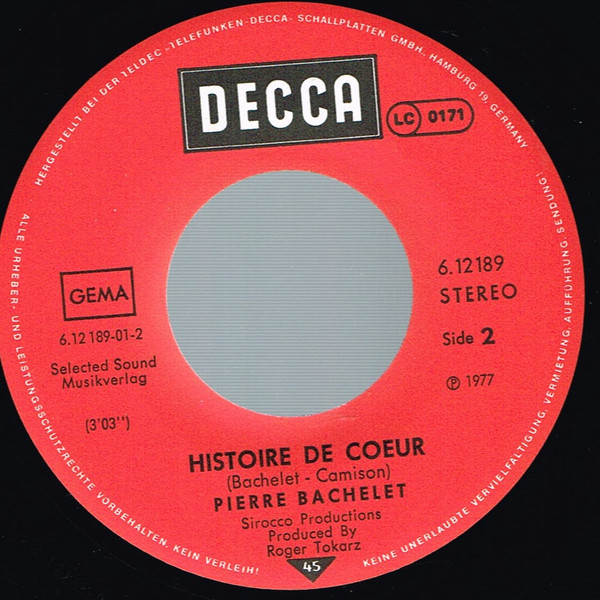 HERGESTELLT BEI DER TELDEC „TELEFUNKEN-DECCA" SCHALLPLATTEN GMBH., HAMBURG 19, GERMANY
DECCA
LC 0171
GEMA
6.12 189-01-2
Selected Sound
Musikverlag
(3'03'')
6.12189
STEREO
Side 2
℗ 1977
HISTOIRE DE COEUR
(Bachelet - Camison)
PIERRE BACHELET
Sirocco Productions
Produced By
Roger Tokarz
45
ALLE URHEBER- UND LEISTUNGSSCHUTZRECHTE VORBEHALTEN. KEIN VERLEIH!
KEINE UNERLAUBTE VERVIELFÄLTIGUNG, VERMIETUNG, AUFFÜHRUNG, SENDUNG!